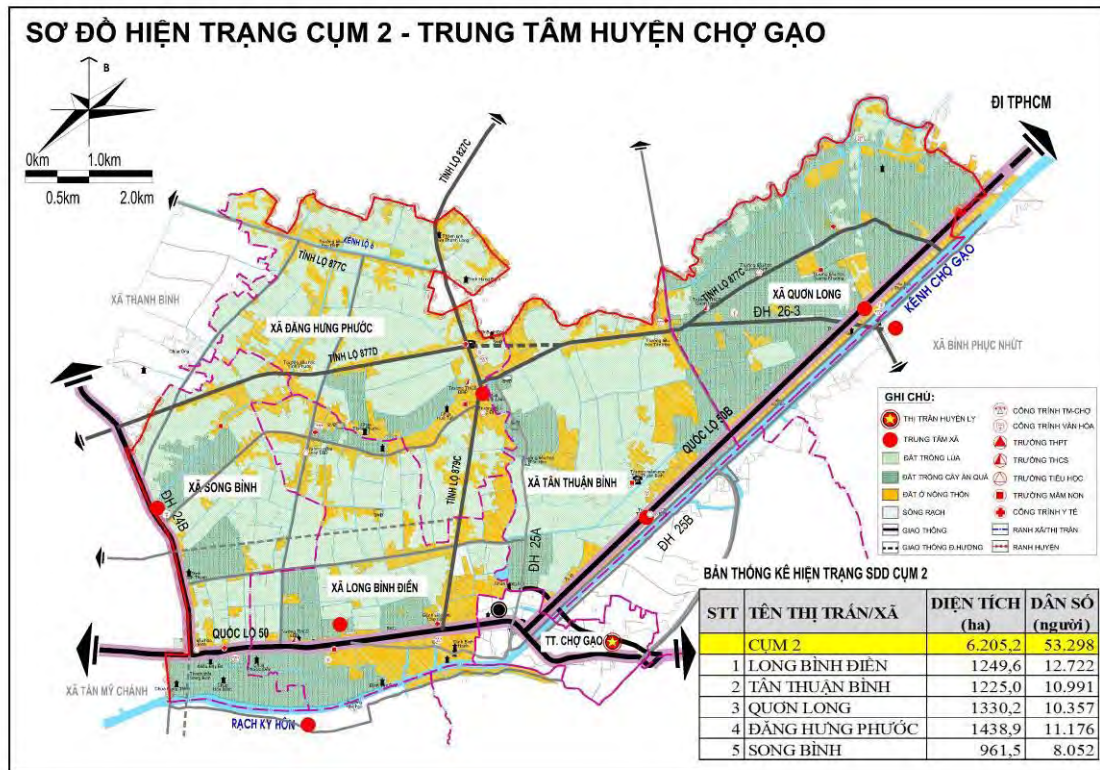 SƠ ĐỒ HIỆN TRẠNG CỤM 2 - TRUNG TÂM HUYỆN CHỢ GẠO
B
0km 1.0km
0.5km 2.0km
ĐI TPHCM
TỈNH LỘ 827C
KÊNH LỘ 6
TỈNH LỘ 877C
TỈNH LỘ 877C
XÃ THANH BÌNH
XÃ QUƠN LONG
KÊNH CHỢ GẠO
ĐH 26-3
XÃ ĐĂNG HƯNG PHƯỚC
XÃ BÌNH PHỤC NHỨT
TỈNH LỘ 877D
QUỐC LỘ 50B
XÃ SONG BÌNH
TỈNH LỘ 879C
XÃ TÂN THUẬN BÌNH
ĐH 24B
ĐH 25A
ĐH 25B
XÃ LONG BÌNH ĐIỀN
QUỐC LỘ 50
TT. CHỢ GẠO
XÃ TÂN MỸ CHÁNH
RẠCH KỲ HÔN
GHI CHÚ:
THỊ TRẤN HUYỆN LỴ
TRUNG TÂM XÃ
ĐẤT TRỒNG LÚA
ĐẤT TRỒNG CÂY ĂN QUẢ
ĐẤT Ở NÔNG THÔN
SÔNG RẠCH
GIAO THÔNG
GIAO THÔNG Đ.HƯỚNG
CÔNG TRÌNH TM-CHỢ
CÔNG TRÌNH VĂN HÓA
TRƯỜNG THPT
TRƯỜNG THCS
TRƯỜNG TIỂU HỌC
TRƯỜNG MẦM NON
CÔNG TRÌNH Y TẾ
RANH XÃ/THỊ TRẤN
RANH HUYỆN
BẢN THỐNG KÊ HIỆN TRẠNG SDD CỤM 2
STT TÊN THỊ TRẤN/XÃ DIỆN TÍCH (ha) DÂN SỐ (người)
CỤM 2 6.205,2 53.298
1 LONG BÌNH ĐIỀN 1249,6 12.722
2 TÂN THUẬN BÌNH 1225,0 10.991
3 QUƠN LONG 1330,2 10.357
4 ĐĂNG HƯNG PHƯỚC 1438,9 11.176
5 SONG BÌNH 961,5 8.052